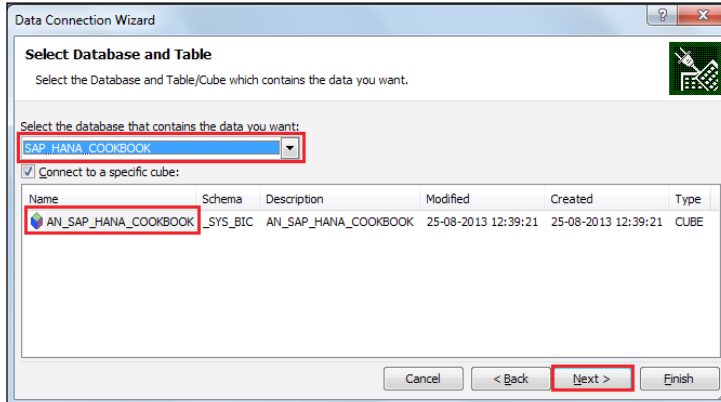 Data Connection Wizard
Select Database and Table
Select the Database and Table/Cube which contains the data you want.
Select the database that contains the data you want:
SAP_HANA_COOKBOOK
Connect to a specific cube:
Name Schema Description Modified Created Type
AN_SAP_HANA_COOKBOOK _SYS_BIC AN_SAP_HANA_COOKBOOK 25-08-2013 12:39:21 25-08-2013 12:39:21 CUBE
Cancel < Back Next > Finish